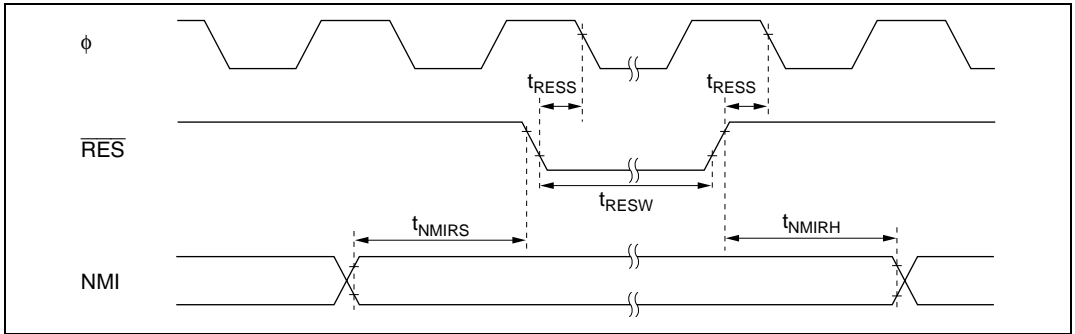 ϕ
tRESS tRESS
RES
tRESW
tNMIRS tNMIRH
NMI